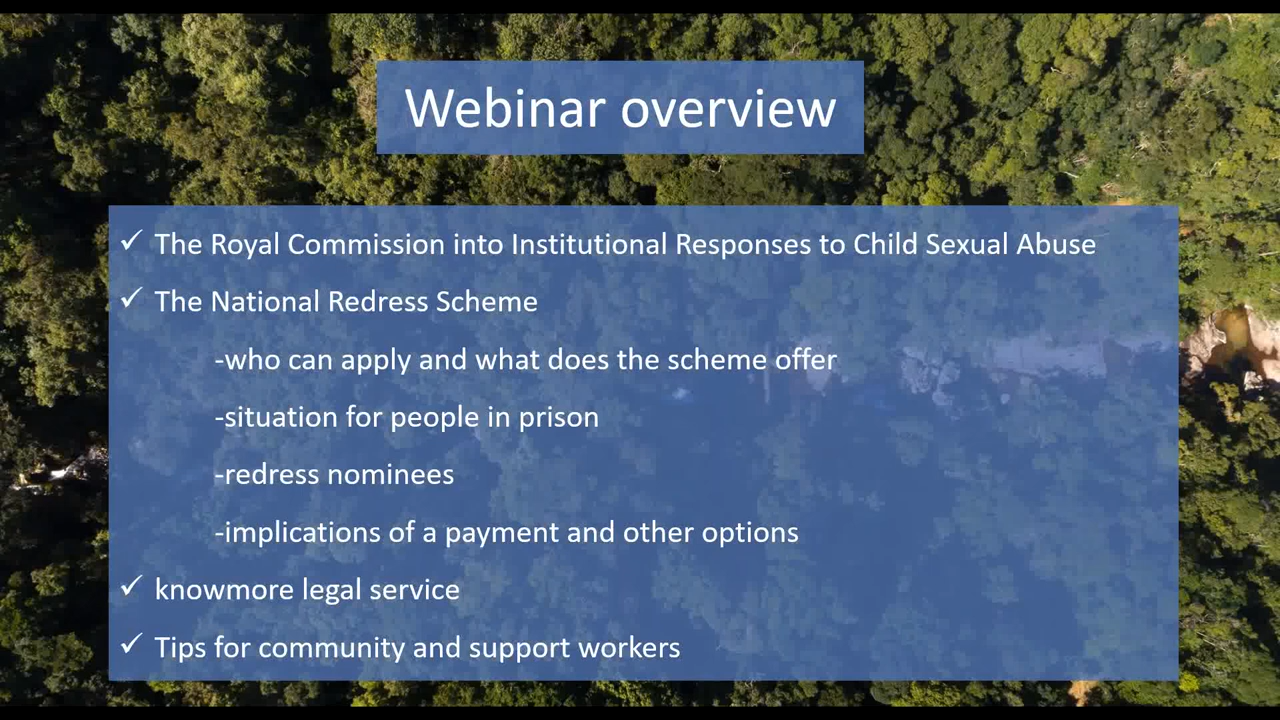 Webinar overview
✓ The Royal Commission into Institutional Responses to Child Sexual Abuse
✓ The National Redress Scheme
-who can apply and what does the scheme offer
-situation for people in prison
-redress nominees
-implications of a payment and other options
✓ knowmore legal service
✓ Tips for community and support workers